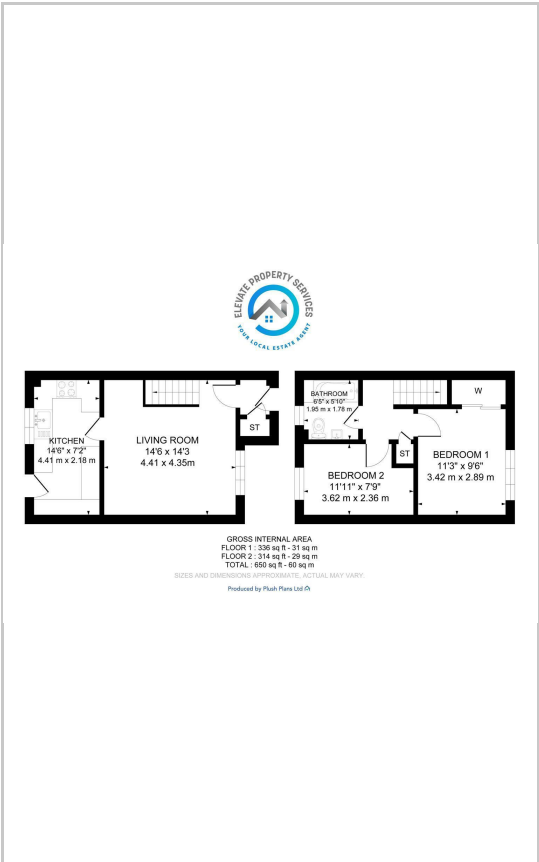 ELEVATE PROPERTY SERVICES
YOUR LOCAL ESTATE AGENT
KITCHEN
14'6" x 7'2"
4.41 m x 2.18 m
LIVING ROOM
14'6 x 14'3
4.41 x 4.35m
ST
BATHROOM
6'5" x 5'10"
1.95 m x 1.78 m
W
ST
BEDROOM 1
11'3" x 9'6"
3.42 m x 2.89 m
BEDROOM 2
11'11" x 7'9"
3.62 m x 2.36 m
GROSS INTERNAL AREA
FLOOR 1 : 336 sq ft - 31 sq m
FLOOR 2 : 314 sq ft - 29 sq m
TOTAL : 650 sq ft - 60 sq m
SIZES AND DIMENSIONS APPROXIMATE, ACTUAL MAY VARY.
Produced by Plush Plans Ltd